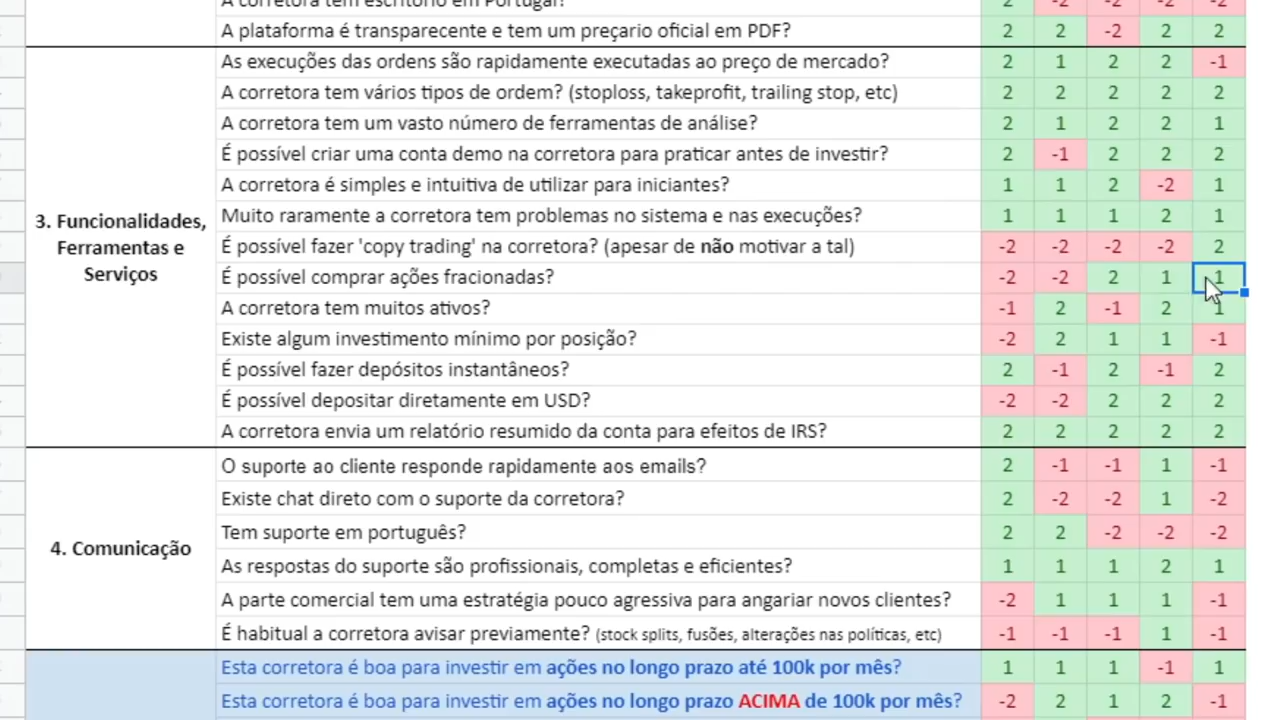 A corretora tem escritório em Portugal? 2 -2 -2 -2 -2
A plataforma é transparecente e tem um preçario oficial em PDF? 2 2 -2 2 2
As execuções das ordens são rapidamente executadas ao preço de mercado? 2 1 2 2 -1
A corretora tem vários tipos de ordem? (stoploss, takeprofit, trailing stop, etc) 2 2 2 2 2
A corretora tem um vasto número de ferramentas de análise? 2 1 2 2 1
É possível criar uma conta demo na corretora para praticar antes de investir? 2 -1 2 2 2
A corretora é simples e intuitiva de utilizar para iniciantes? 1 1 2 -2 1
3. Funcionalidades,
Ferramentas e
Serviços
Muito raramente a corretora tem problemas no sistema e nas execuções? 1 1 1 2 1
É possível fazer 'copy trading' na corretora? (apesar de não motivar a tal) -2 -2 -2 -2 2
É possível comprar ações fracionadas? -2 -2 2 1 1
A corretora tem muitos ativos? -1 2 -1 2 1
Existe algum investimento mínimo por posição? -2 2 1 1 -1
É possível fazer depósitos instantâneos? 2 -1 2 -1 2
É possível depositar diretamente em USD? -2 -2 2 2 2
A corretora envia um relatório resumido da conta para efeitos de IRS? 2 2 2 2 2
O suporte ao cliente responde rapidamente aos emails? 2 -1 -1 1 -1
Existe chat direto com o suporte da corretora? 2 -2 -2 1 -2
Tem suporte em português? 2 2 -2 -2 -2
4. Comunicação
As respostas do suporte são profissionais, completas e eficientes? 1 1 1 2 1
A parte comercial tem uma estratégia pouco agressiva para angariar novos clientes? -2 1 1 1 -1
É habitual a corretora avisar previamente? (stock splits, fusões, alterações nas políticas, etc) -1 -1 -1 1 -1
Esta corretora é boa para investir em ações no longo prazo até 100k por mês? 1 1 1 -1 1
Esta corretora é boa para investir em ações no longo prazo ACIMA de 100k por mês? -2 2 1 2 -1